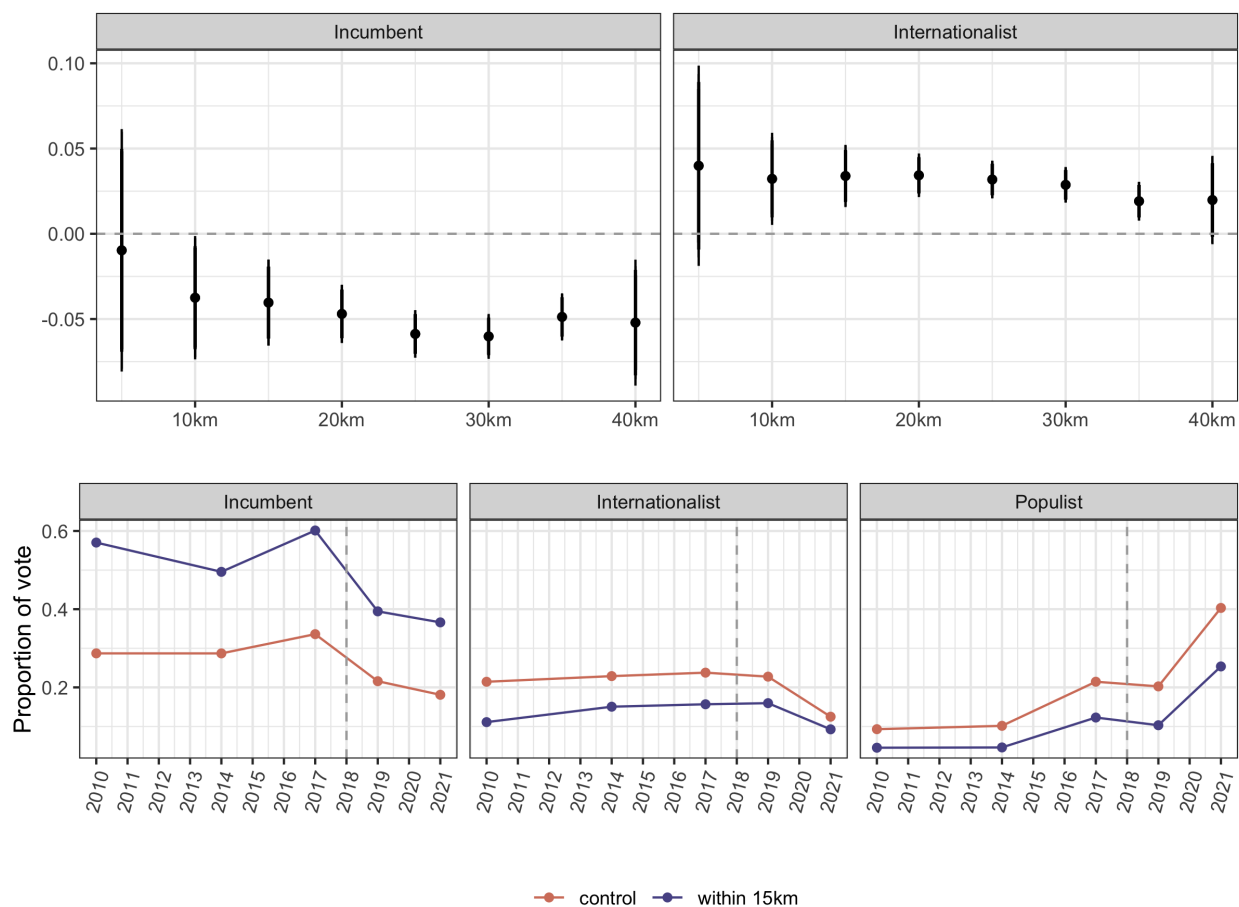 Incumbent Internationalist
0.10
0.05
0.00
-0.05
10km 20km 30km 40km 10km 20km 30km 40km
Incumbent Internationalist Populist
Proportion of vote
0.6
0.4
0.2
2010 2011 2012 2013 2014 2015 2016 2017 2018 2019 2020 2021 2010 2011 2012 2013 2014 2015 2016 2017 2018 2019 2020 2021 2010 2011 2012 2013 2014 2015 2016 2017 2018 2019 2020 2021
control within 15km